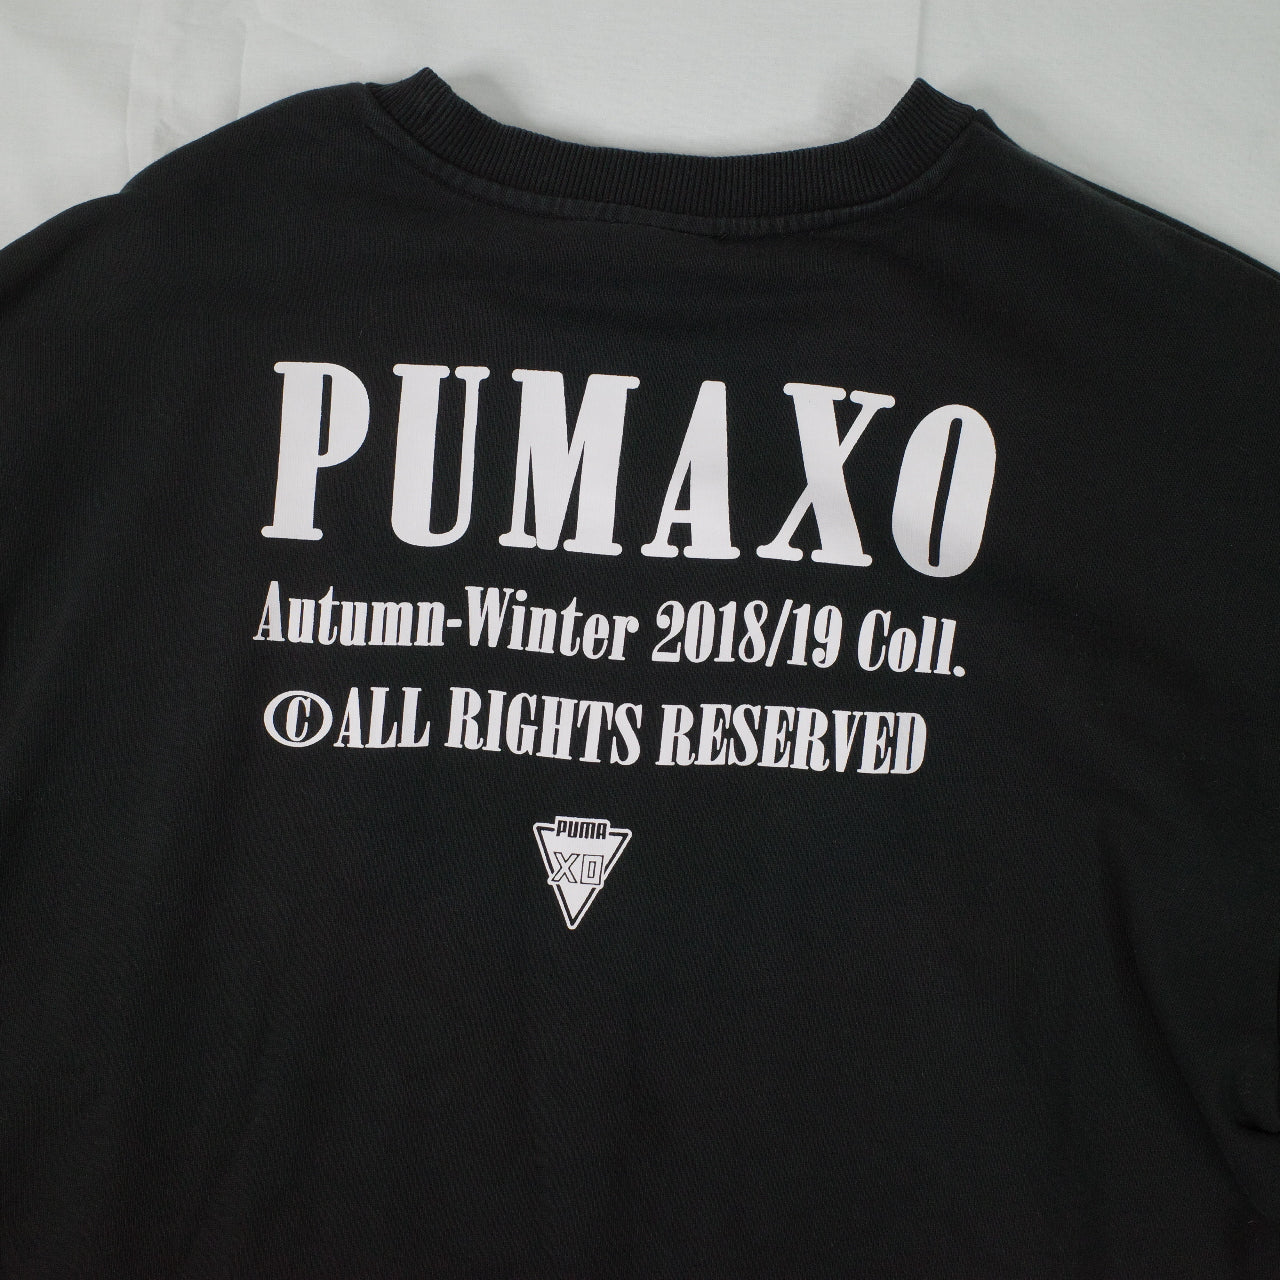 PUMAXO
Autumn-Winter 2018/19 Coll.
©ALL RIGHTS RESERVED
PUMA
XO